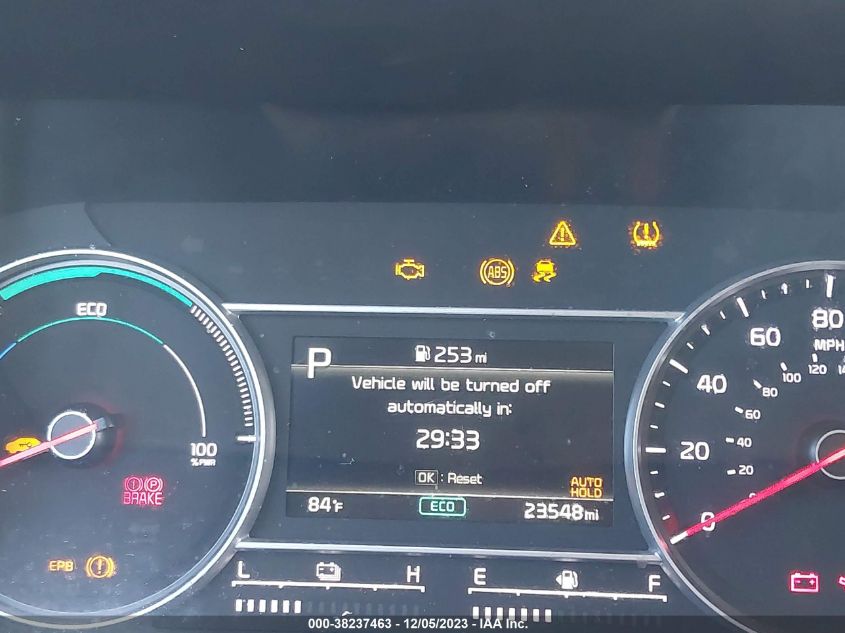 ABS
ECO
P
253 mi
Vehicle will be turned off
automatically in:
29:33
OK : Reset
AUTO
HOLD
84°F
ECO
23548 mi
100
%PWR
P
BRAKE
EPB
L
H
E
F
80
60
MPH
40
100
120
80
60
20
40
20
0
000-38237463 - 12/05/2023 - IAA Inc.